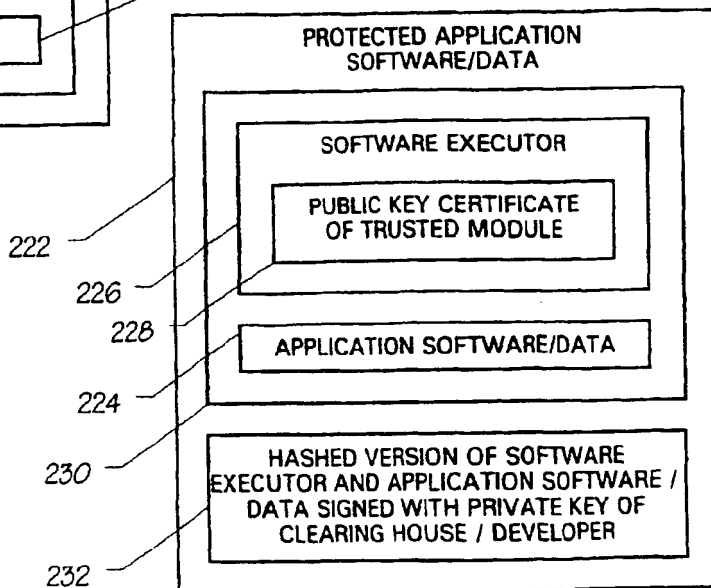 PROTECTED APPLICATION
SOFTWARE/DATA
SOFTWARE EXECUTOR
PUBLIC KEY CERTIFICATE
OF TRUSTED MODULE
222
226
228
APPLICATION SOFTWARE/DATA
224
230
HASHED VERSION OF SOFTWARE
EXECUTOR AND APPLICATION SOFTWARE /
DATA SIGNED WITH PRIVATE KEY OF
CLEARING HOUSE / DEVELOPER
232